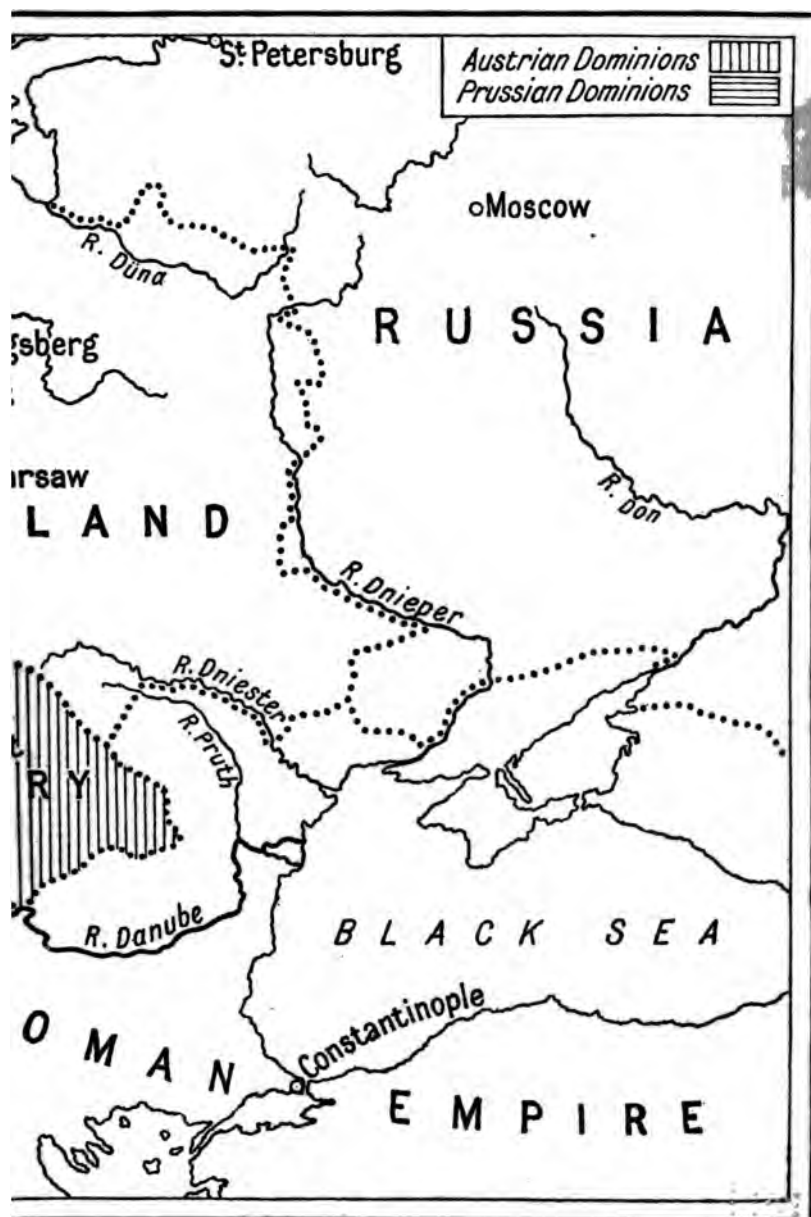 St. Petersburg
Austrian Dominions
Prussian Dominions
Moscow
R. Düna
RUSSIA
gsberg
R. Don
arsaw
LAND
R. Dnieper
R. Dniester
R. Pruth
RY
R. Danube
BLACK SEA
Constantinople
OMAN
EMPIRE